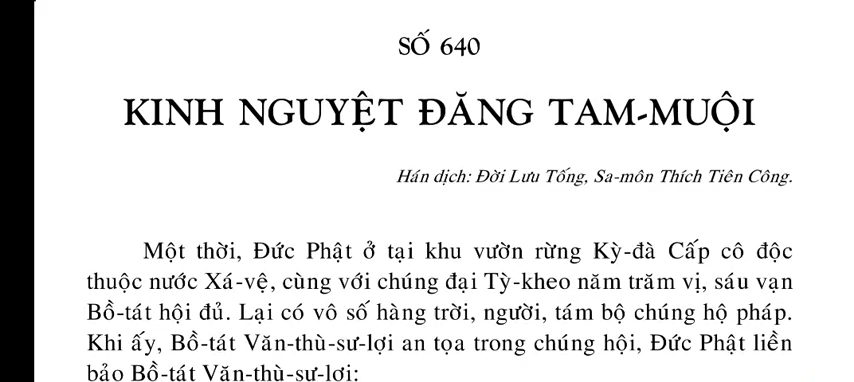 SỐ 640
KINH NGUYỆT ĐĂNG TAM-MUỘI
Hán dịch: Đời Lưu Tống, Sa-môn Thích Tiên Công.
Một thời, Đức Phật ở tại khu vườn rừng Kỳ-đà Cấp cô độc
thuộc nước Xá-vệ, cùng với chúng đại Tỳ-kheo năm trăm vị, sáu vạn
Bồ-tát hội đủ. Lại có vô số hàng trời, người, tám bộ chúng hộ pháp.
Khi ấy, Bồ-tát Văn-thù-sư-lợi an tọa trong chúng hội, Đức Phật liền
bảo Bồ-tát Văn-thù-sư-lợi: